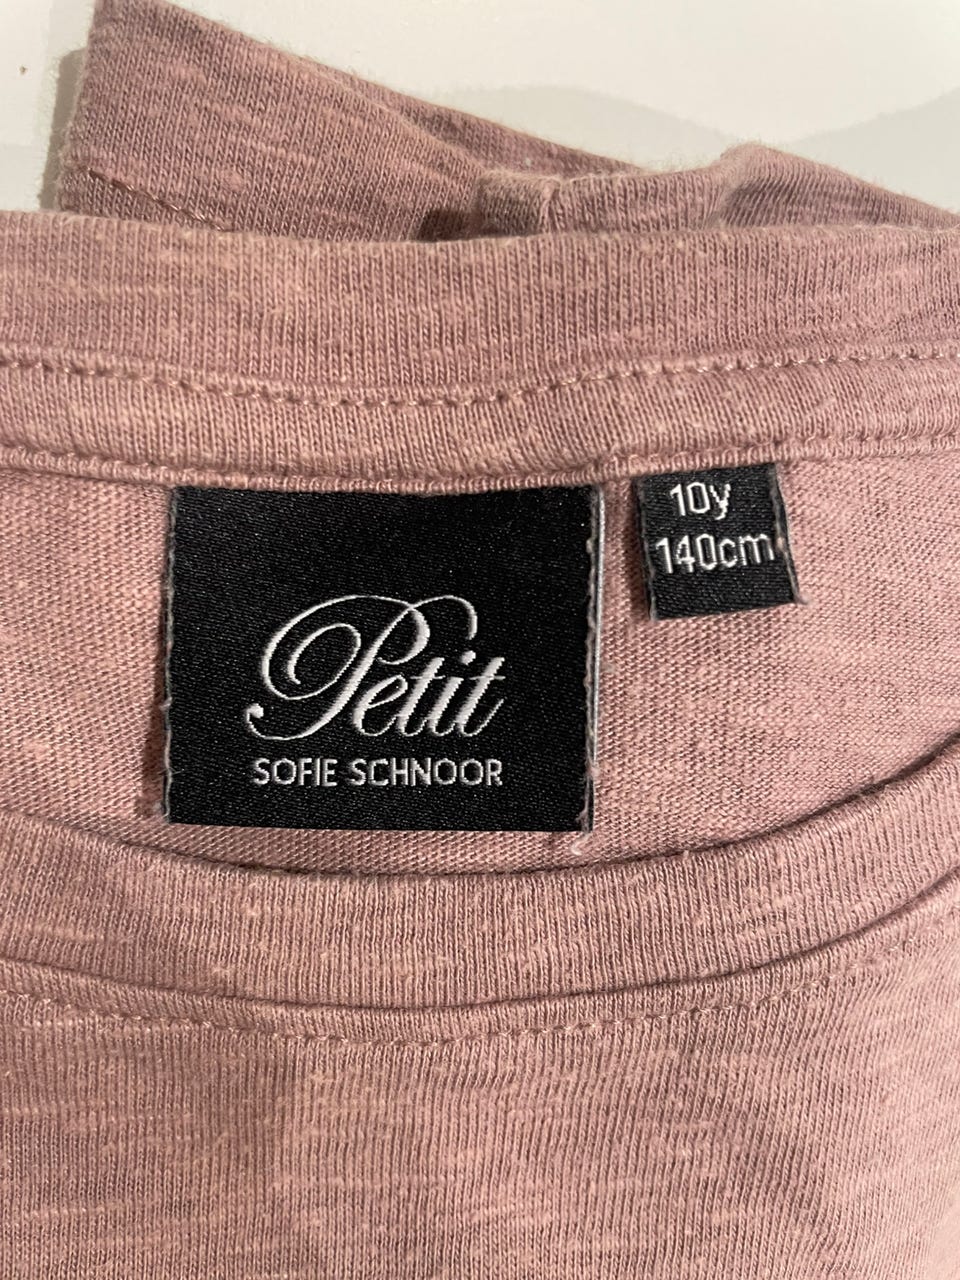 Petit
SOFIE SCHNOOR
10y
140cm